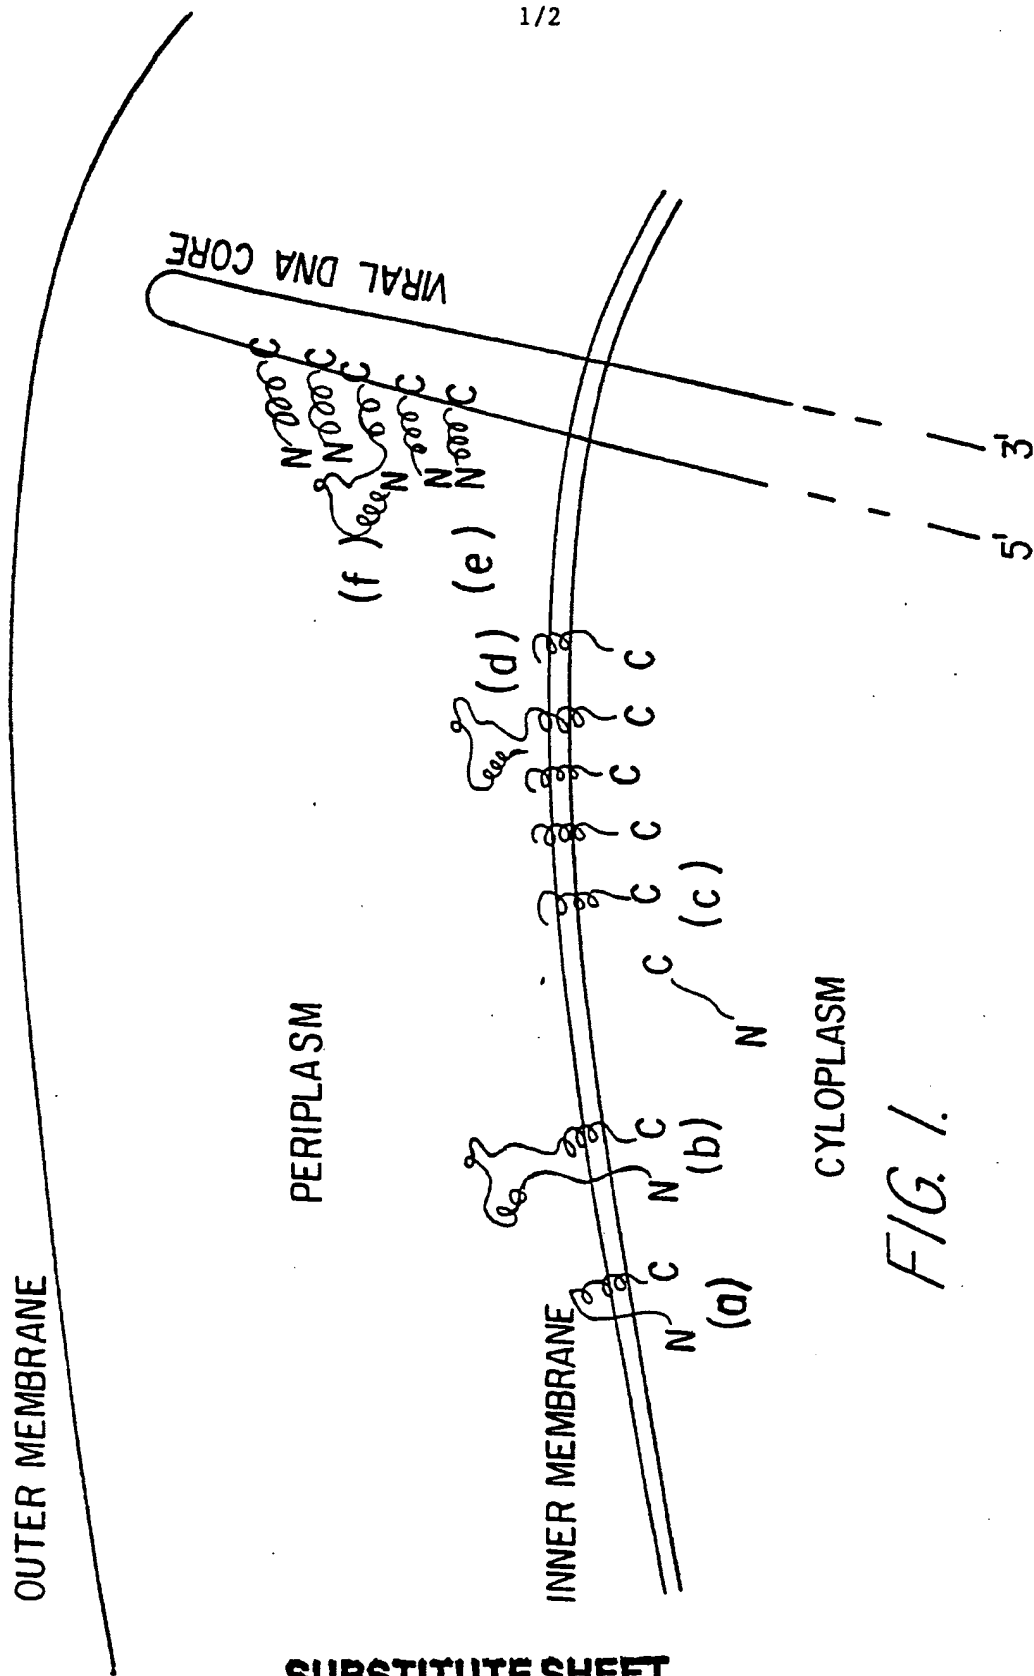 1/2
OUTER MEMBRANE
PERIPLASM
INNER MEMBRANE
VIRAL DNA CORE
C
C
C
C
C
N
N
N
N
N
(f)
(e)
(d)
C
C
C
C
C
(c)
C
N
C
N
(b)
C
N
(a)
5'
3'
CYLOPLASM
FIG. 1.
SUBSTITUTE SHEET